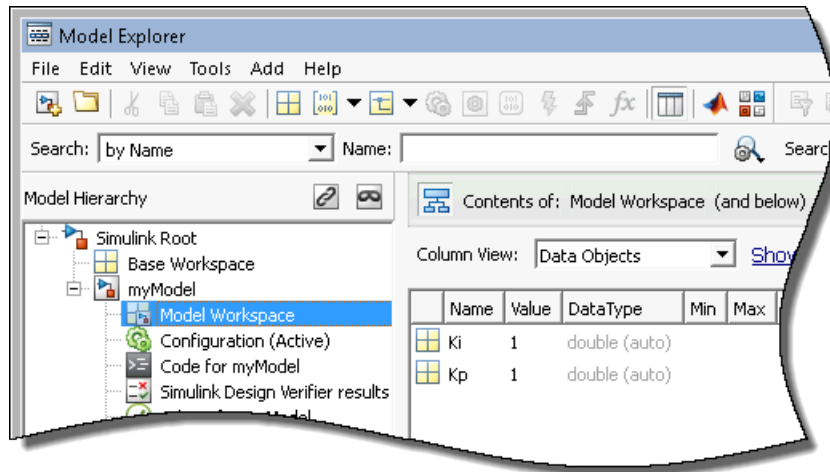 Model Explorer
File Edit View Tools Add Help
fx
Search: by Name Name:
Model Hierarchy
Contents of: Model Workspace (and below)
Simulink Root
Base Workspace
Column View: Data Objects
myModel
Model Workspace
Name Value DataType Min Max
Configuration (Active)
Ki 1 double (auto)
Code for myModel
Kp 1 double (auto)
Simulink Design Verifier results